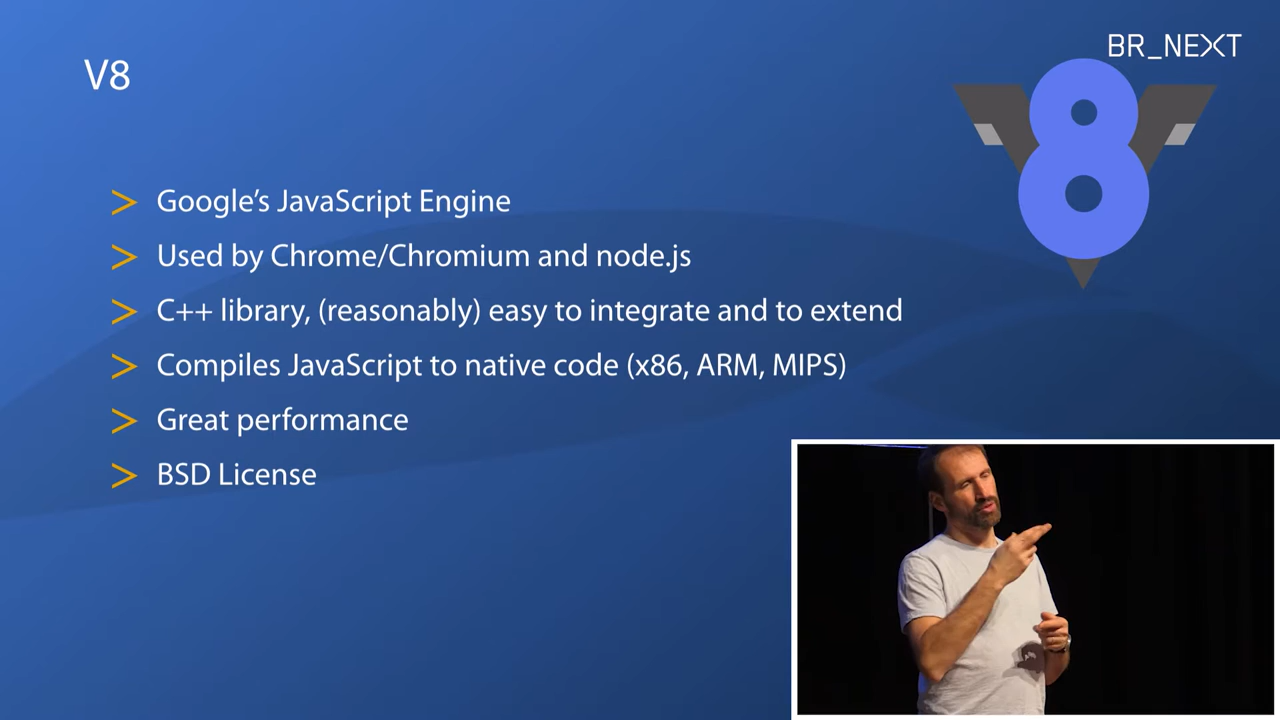 BR_NEXT
V8
8
Google’s JavaScript Engine
Used by Chrome/Chromium and node.js
C++ library, (reasonably) easy to integrate and to extend
Compiles JavaScript to native code (x86, ARM, MIPS)
Great performance
BSD License